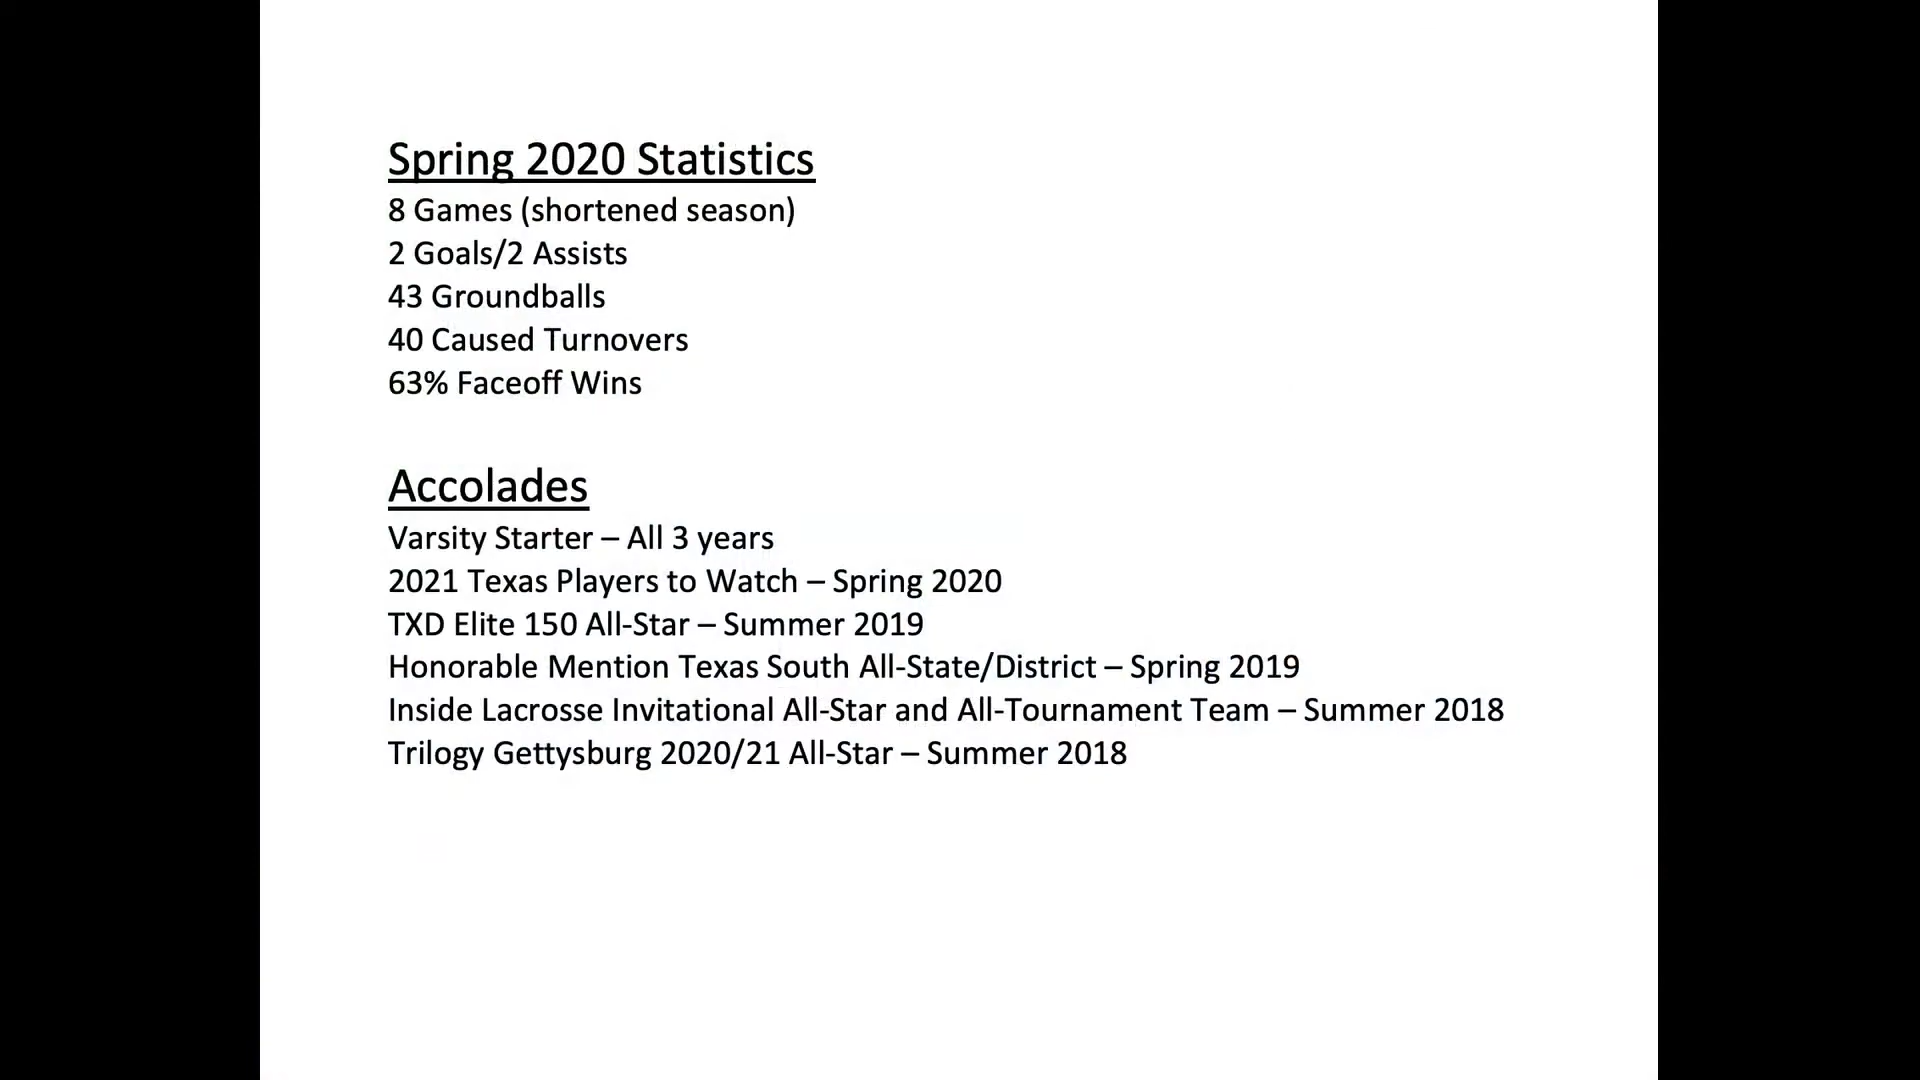 Spring 2020 Statistics
8 Games (shortened season)
2 Goals/2 Assists
43 Groundballs
40 Caused Turnovers
63% Faceoff Wins
Accolades
Varsity Starter – All 3 years
2021 Texas Players to Watch – Spring 2020
TXD Elite 150 All-Star – Summer 2019
Honorable Mention Texas South All-State/District – Spring 2019
Inside Lacrosse Invitational All-Star and All-Tournament Team – Summer 2018
Trilogy Gettysburg 2020/21 All-Star – Summer 2018